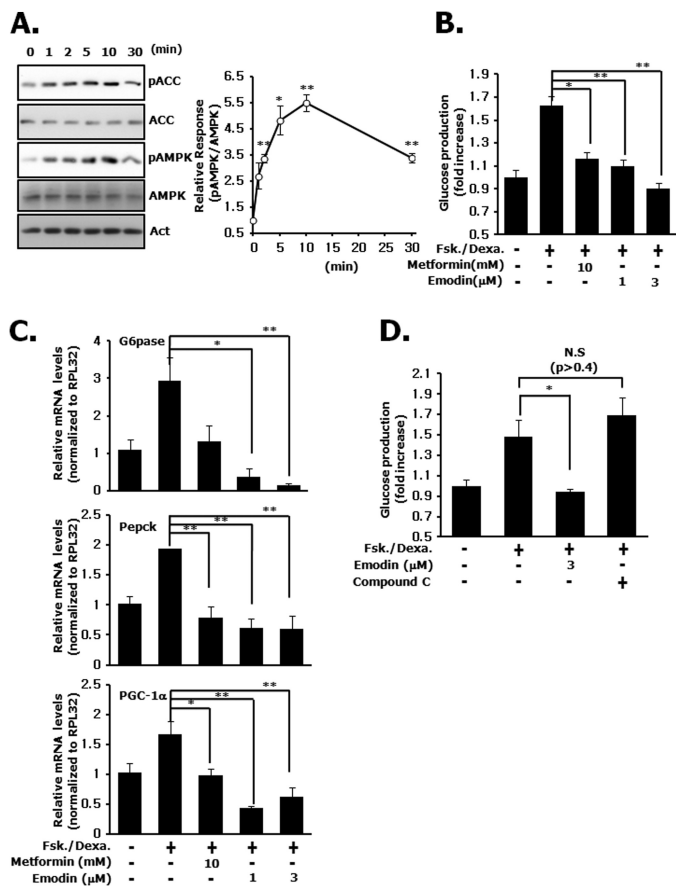 A.
0 1 2 5 10 30 (min)
pACC
ACC
pAMPK
AMPK
Act
Relative Response
(pAMPK/AMPK)
6.5
5.5
4.5
3.5
2.5
1.5
0.5
**
*
**
**
0 5 10 30
(min)
B.
Glucose production
(fold increase)
1.9
1.7
1.5
1.3
1.1
0.9
0.7
0.5
**
**
*
Fsk./Dexa. - + + + +
Metformin(mM) - - 10 - -
Emodin(μM) - - - 1 3
C.
G6pase
Relative mRNA levels
(normalized to RPL32)
4
3
2
1
0
**
*
Pepck
Relative mRNA levels
(normalized to RPL32)
2.5
2
1.5
1
0.5
0
**
**
**
PGC-1α
Relative mRNA levels
(normalized to RPL32)
2.5
2
1.5
1
0.5
0
**
**
*
Fsk./Dexa. - + + + +
Metformin (mM) - - 10 - -
Emodin (μM) - - - 1 3
D.
N.S
(p>0.4)
*
Glucose production
(fold increase)
2.1
1.9
1.7
1.5
1.3
1.1
0.9
0.7
0.5
Fsk./Dexa. - + + +
Emodin (μM) - - 3 -
Compound C - - - +